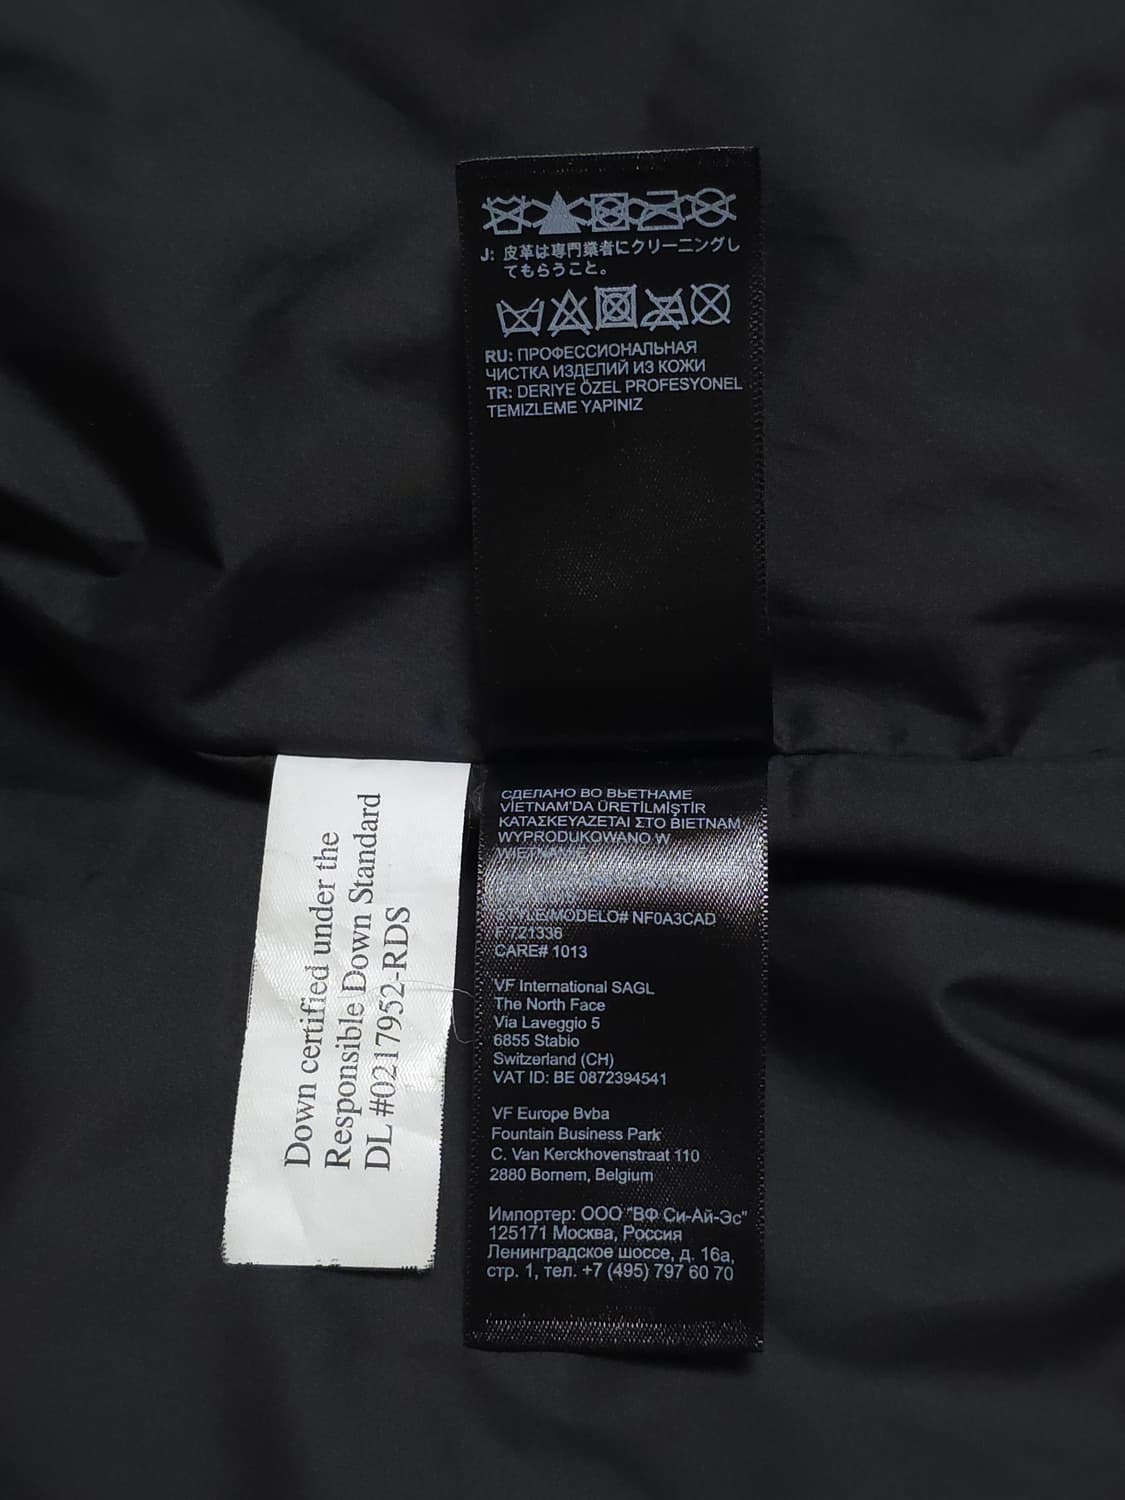 J: 皮革は専門業者にクリーニングし
てもらうこと。
RU: ПРОФЕССИОНАЛЬНАЯ
ЧИСТКА ИЗДЕЛИЙ ИЗ КОЖИ
TR: DERIYE ÖZEL PROFESYONEL
TEMIZLEME YAPINIZ
Down certified under the
Responsible Down Standard
DL #0217952-RDS
СДЕЛАНО ВО ВЬЕТНАМЕ
VİETNAM'DA ÜRETİLMİŞTİR
ΚΑΤΑΣΚΕΥΑΖΕΤΑΙ ΣΤΟ ΒΙΕΤΝΑΜ
WYPRODUKOWANO W
WIETNAMIE
STYLE/MODELO# NF0A3CAD
F/721336
CARE# 1013
VF International SAGL
The North Face
Via Laveggio 5
6855 Stabio
Switzerland (CH)
VAT ID: BE 0872394541
VF Europe Bvba
Fountain Business Park
C. Van Kerckhovenstraat 110
2880 Bornem, Belgium
Импортер: ООО "ВФ Си-Ай-Эс"
125171 Москва, Россия
Ленинградское шоссе, д. 16а,
стр. 1, тел. +7 (495) 797 60 70